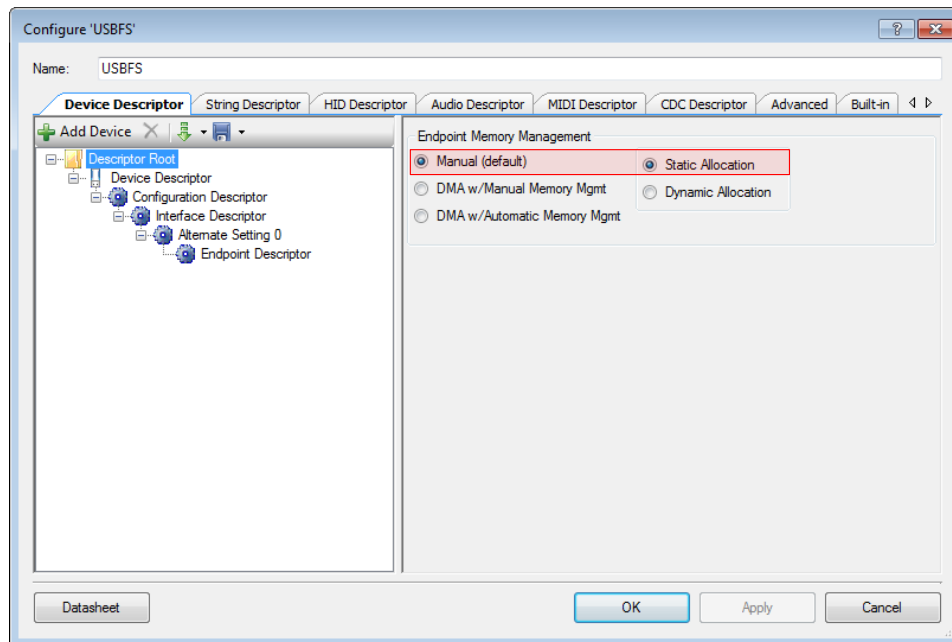 Configure 'USBFS'
Name: USBFS
Device Descriptor String Descriptor HID Descriptor Audio Descriptor MIDI Descriptor CDC Descriptor Advanced Built-in
Add Device
Descriptor Root
Device Descriptor
Configuration Descriptor
Interface Descriptor
Alternate Setting 0
Endpoint Descriptor
Endpoint Memory Management
Manual (default) Static Allocation
DMA w/Manual Memory Mgmt Dynamic Allocation
DMA w/Automatic Memory Mgmt
Datasheet OK Apply Cancel